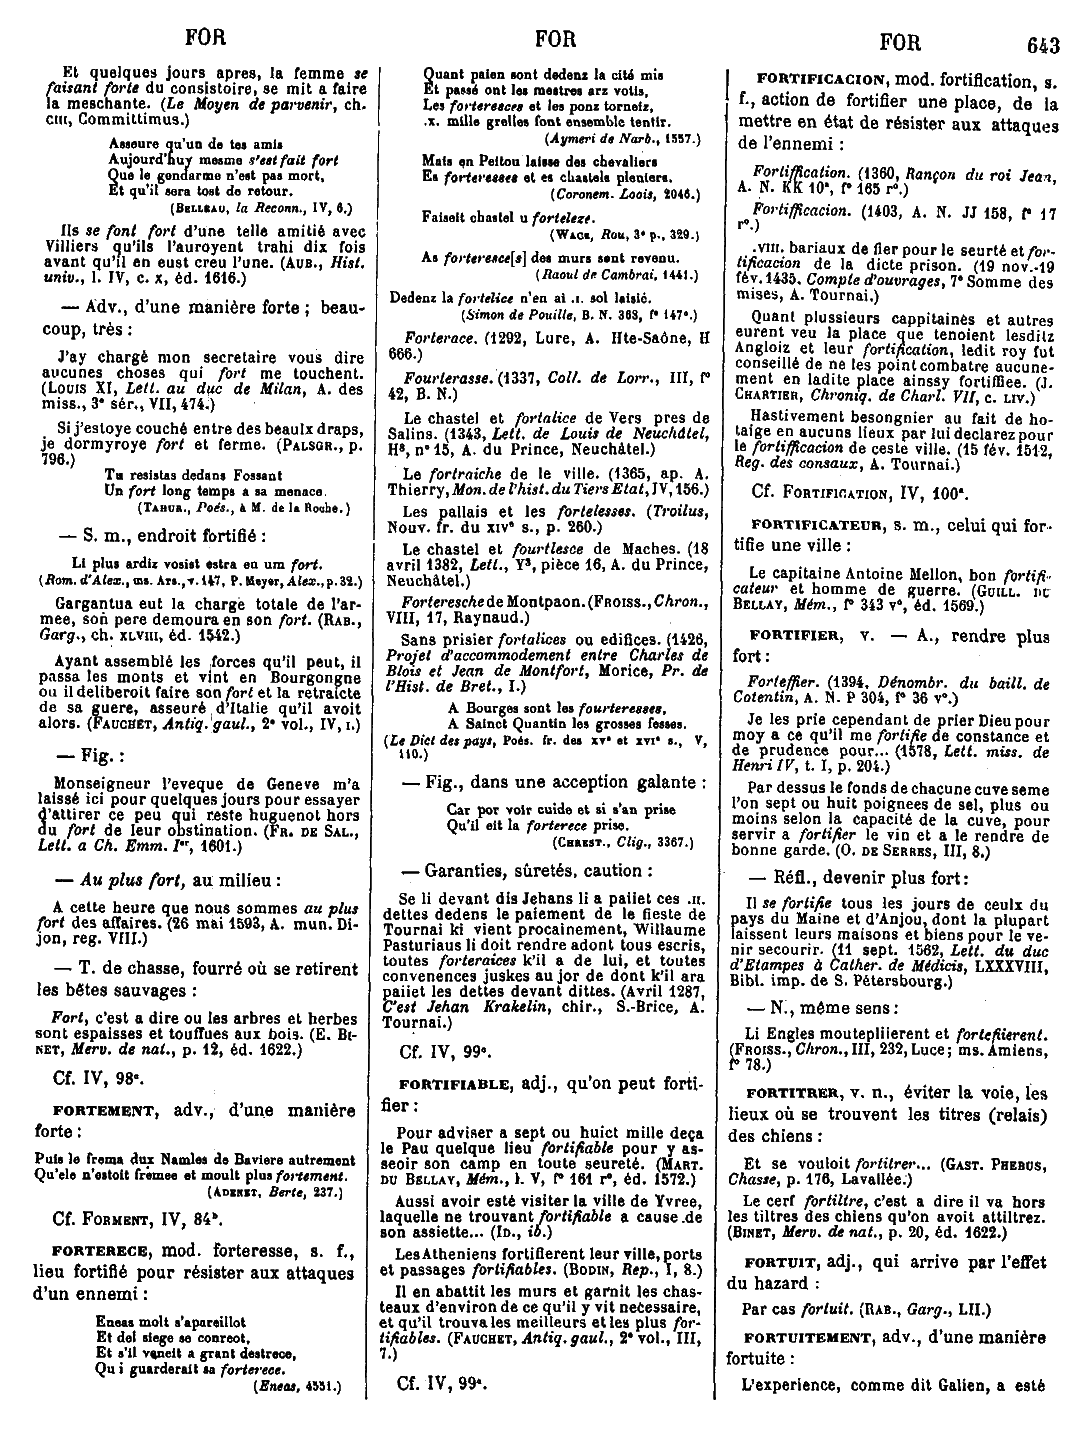 FOR
FOR
FOR
643
Et quelques jours apres, la femme se
faisant forte du consistoire, se mit a faire
la meschante. (Le Moyen de parvenir, ch.
CIII, Committimus.)
Asseure qu'un de tes amis
Aujourd'huy mesme s'est fait fort
Que le gendarme n'est pas mort,
Et qu'il sera tost de retour.
(BELLEAU, la Reconn., IV, 6.)
Ils se font fort d'une telle amitié avec
Villiers qu'ils l'auroyent trahi dix fois
avant qu'il en eust creu l'une. (AUB., Hist.
univ., l. IV, c. x, éd. 1616.)
— Adv., d'une manière forte ; beau-
coup, très :
J'ay chargé mon secretaire vous dire
aucunes choses qui fort me touchent.
(LOUIS XI, Lett. au duc de Milan, A. des
miss., 3e sér., VII, 474.)
Si j'estoye couché entre des beaulx draps,
je dormyroye fort et ferme. (PALSGR., p.
796.)
Tu resistas dedans Fossant
Un fort long temps a sa menace.
(TAHUR., Poés., à M. de la Roche.)
— S. m., endroit fortifié :
Li plus ardiz vosist estra en um fort.
(Rom. d'Alex., ms. Ars., v. 147, P. Meyer, Alex., p. 32.)
Gargantua eut la charge totale de l'ar-
mee, son pere demoura en son fort. (RAB.,
Garg., ch. XLVIII, éd. 1542.)
Ayant assemblé les forces qu'il peut, il
passa les monts et vint en Bourgongne
ou il deliberoit faire son fort et la retraicte
de sa guere, asseuré d'Italie qu'il avoit
alors. (FAUCHET, Antiq. gaul., 2e vol., IV, I.)
— Fig. :
Monseigneur l'eveque de Geneve m'a
laissé ici pour quelques jours pour essayer
d'attirer ce peu qui reste huguenot hors
du fort de leur obstination. (FR. DE SAL.,
Lett. a Ch. Emm. Ier, 1601.)
— Au plus fort, au milieu :
A cette heure que nous sommes au plus
fort des affaires. (26 mai 1593, A. mun. Di-
jon, reg. VIII.)
— T. de chasse, fourré où se retirent
les bêtes sauvages :
Fort, c'est a dire ou les arbres et herbes
sont espaisses et touffues aux bois. (E. BI-
NET, Merv. de nat., p. 12, éd. 1622.)
Cf. IV, 98c.
FORTEMENT, adv., d'une manière
forte :
Puis le frema dux Namles de Baviere autrement
Qu'ele n'estoit fremee et moult plus fortement.
(ADENET, Berte, 237.)
Cf. FORMENT, IV, 84b.
FORTERECE, mod. forteresse, s. f.,
lieu fortifié pour résister aux attaques
d'un ennemi :
Eneas molt s'apareillot
Et del siege se conreot,
Et s'il veneit a grant destrece,
Qu i guarderait sa forterece.
(Eneas, 4551.)
Quant paien sont dedenz la cité mis
Et passé ont les mestres arz votis,
Les forteresces et les ponz torneiz,
.x. mille grelles font ensemble tentir.
(Aymeri de Narb., 1557.)
Mais en Peitou laisse des chevaliers
Es forteresses et es chastels pleniers.
(Coronem. Loois, 2046.)
Faiseit chastel u forteleze.
(WACE, Rou, 3e p., 329.)
As forteresce[s] des murs sont revenu.
(Raoul de Cambrai, 1441.)
Dedenz la fortelice n'en ai .I. sol laisié.
(Simon de Pouille, B. N. 368, fo 147c.)
Forterace. (1292, Lure, A. Hte-Saône, H
666.)
Fourterasse. (1337, Coll. de Lorr., III, fo
42, B. N.)
Le chastel et fortalice de Vers pres de
Salins. (1343, Lett. de Louis de Neuchâtel,
H8, no 15, A. du Prince, Neuchâtel.)
Le fortraiche de le ville. (1365, ap. A.
Thierry, Mon. de l'hist. du Tiers Etat, IV, 156.)
Les pallais et les fortelesses. (Troilus,
Nouv. fr. du XIVe s., p. 260.)
Le chastel et fourtlesce de Maches. (18
avril 1382, Lett., Y3, pièce 16, A. du Prince,
Neuchâtel.)
Forteresche de Montpaon. (FROISS., Chron.,
VIII, 17, Raynaud.)
Sans prisier fortalices ou edifices. (1426,
Projet d'accommodement entre Charles de
Blois et Jean de Montfort, Morice, Pr. de
l'Hist. de Bret., I.)
A Bourges sont les fourteresses,
A Sainct Quantin les grosses fesses.
(Le Dict des pays, Poés. fr. des XVe et XVIe s., V,
110.)
— Fig., dans une acception galante :
Car por voir cuide et si s'an prise
Qu'il eit la forterece prise.
(CHREST., Clig., 3367.)
— Garanties, sûretés, caution :
Se li devant dis Jehans li a paiiet ces .II.
dettes dedens le paiement de le fieste de
Tournai ki vient procainement, Willaume
Pasturiaus li doit rendre adont tous escris,
toutes forteraices k'il a de lui, et toutes
convenences juskes au jor de dont k'il ara
paiiet les dettes devant dittes. (Avril 1287,
C'est Jehan Krakelin, chir., S.-Brice, A.
Tournai.)
Cf. IV, 99a.
FORTIFIABLE, adj., qu'on peut forti-
fier :
Pour adviser a sept ou huict mille deça
le Pau quelque lieu fortifiable pour y as-
seoir son camp en toute seureté. (MART.
DU BELLAY, Mém., l. V, fo 161 ro, éd. 1572.)
Aussi avoir esté visiter la ville de Yvree,
laquelle ne trouvant fortifiable a cause de
son assiette... (ID., ib.)
Les Atheniens fortifierent leur ville, ports
et passages fortifiables. (BODIN, Rep., I, 8.)
Il en abattit les murs et garnit les chas-
teaux d'environ de ce qu'il y vit necessaire,
et qu'il trouva les meilleurs et les plus for-
tifiables. (FAUCHET, Antiq. gaul., 2e vol., III,
7.)
Cf. IV, 99a.
FORTIFICACION, mod. fortification, s.
f., action de fortifier une place, de la
mettre en état de résister aux attaques
de l'ennemi :
Fortiffication. (1360, Rançon du roi Jean,
A. N. KK 10a, fo 165 ro.)
Fortifficacion. (1403, A. N. JJ 158, fo 17
ro.)
.VIII. bariaux de fier pour le seurté et for-
tificacion de la dicte prison. (19 nov.-19
fév. 1435, Compte d'ouvrages, 7e Somme des
mises, A. Tournai.)
Quant plussieurs cappitainès et autres
eurent veu la place que tenoient lesditz
Angloiz et leur fortification, ledit roy fut
conseillé de ne les point combatre aucune-
ment en ladite place ainssy fortiffiee. (J.
CHARTIER, Chroniq. de Charl. VII, c. LIV.)
Hastivement besongnier au fait de ho-
taige en aucuns lieux par lui declarez pour
le fortifficacion de ceste ville. (15 fév. 1512,
Reg. des consaux, A. Tournai.)
Cf. FORTIFICATION, IV, 100a.
FORTIFICATEUR, s. m., celui qui for-
tifie une ville :
Le capitaine Antoine Mellon, bon fortifi-
cateur et homme de guerre. (GUILL. DU
BELLAY, Mém., fo 343 vo, éd. 1569.)
FORTIFIER, v. — A., rendre plus
fort :
Forteffier. (1394, Dénombr. du baill. de
Cotentin, A. N. P 304, fo 36 vo.)
Je les prie cependant de prier Dieu pour
moy a ce qu'il me fortifie de constance et
de prudence pour... (1578, Lett. miss. de
Henri IV, t. I, p. 204.)
Par dessus le fonds de chacune cuve seme
l'on sept ou huit poignees de sel, plus ou
moins selon la capacité de la cuve, pour
servir a fortifier le vin et a le rendre de
bonne garde. (O. DE SERRES, III, 8.)
— Réfl., devenir plus fort :
Il se fortifie tous les jours de ceulx du
pays du Maine et d'Anjou, dont la plupart
laissent leurs maisons et biens pour le ve-
nir secourir. (11 sept. 1562, Lett. du duc
d'Etampes à Cather. de Médicis, LXXXVIII,
Bibl. imp. de S. Pétersbourg.)
— N., même sens :
Li Engles moutepliierent et fortefiierent.
(FROISS., Chron., III, 232, Luce ; ms. Amiens,
fo 78.)
FORTITRER, v. n., éviter la voie, les
lieux où se trouvent les titres (relais)
des chiens :
Et se vouloit fortitrer... (GAST. PHEBUS,
Chasse, p. 176, Lavallée.)
Le cerf fortiltre, c'est a dire il va hors
les tiltres des chiens qu'on avoit attiltrez.
(BINET, Merv. de nat., p. 20, éd. 1622.)
FORTUIT, adj., qui arrive par l'effet
du hazard :
Par cas fortuit. (RAB., Garg., LII.)
FORTUITEMENT, adv., d'une manière
fortuite :
L'experience, comme dit Galien, a esté